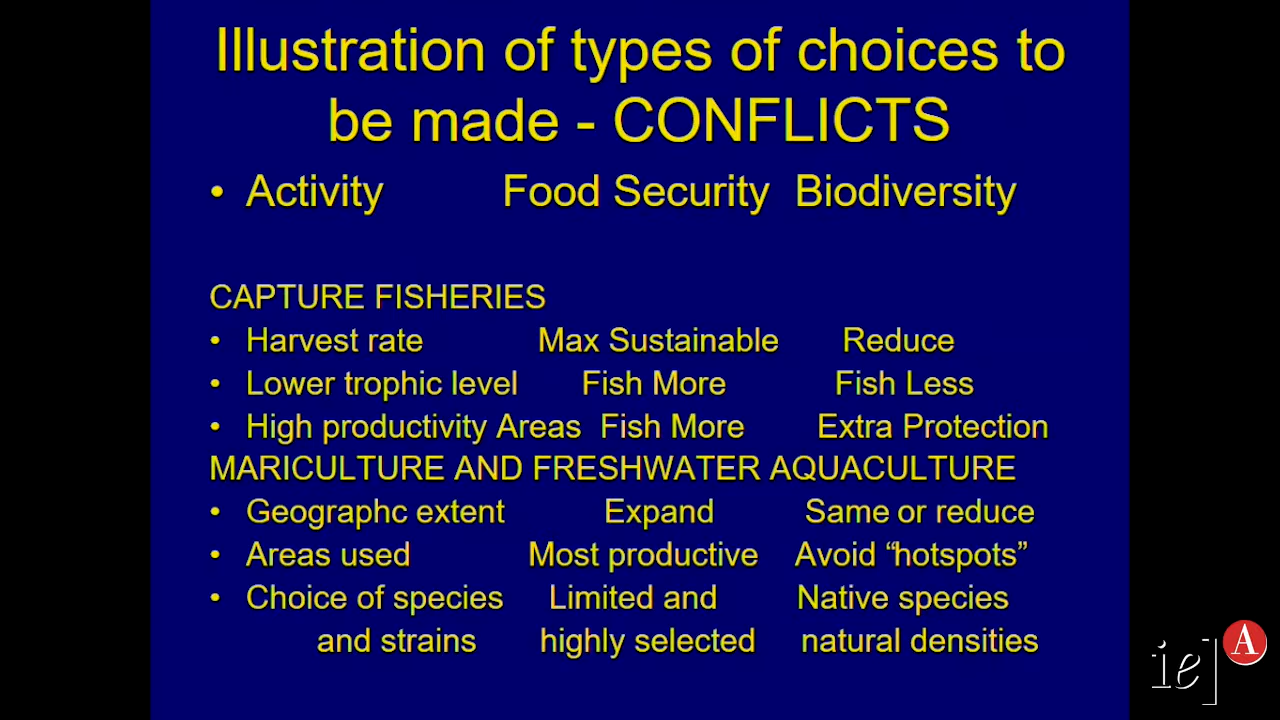 Illustration of types of choices to
be made - CONFLICTS
• Activity Food Security Biodiversity
CAPTURE FISHERIES
• Harvest rate Max Sustainable Reduce
• Lower trophic level Fish More Fish Less
• High productivity Areas Fish More Extra Protection
MARICULTURE AND FRESHWATER AQUACULTURE
• Geographc extent Expand Same or reduce
• Areas used Most productive Avoid “hotspots”
• Choice of species Limited and Native species
and strains highly selected natural densities
ie] A